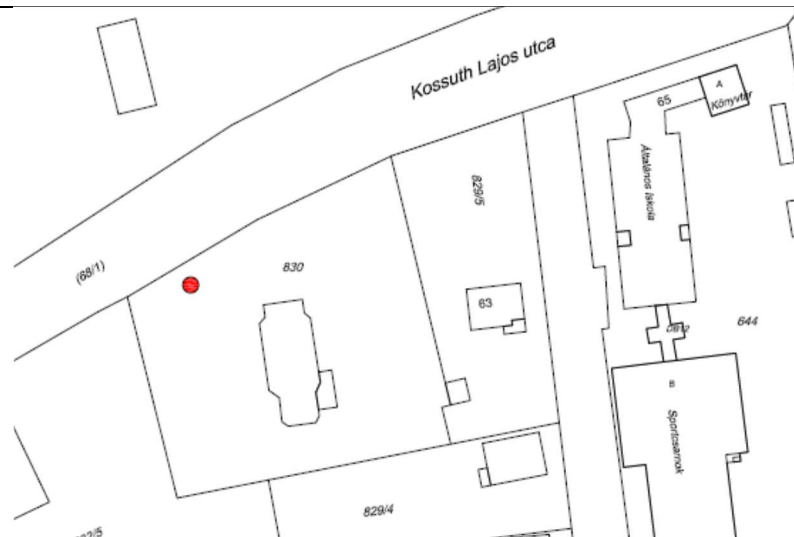 Kossuth Lajos utca
A
Könyvtár
65
Általános Iskola
829/5
(68/1)
830
63
644
B
Sportcsarnok
829/4